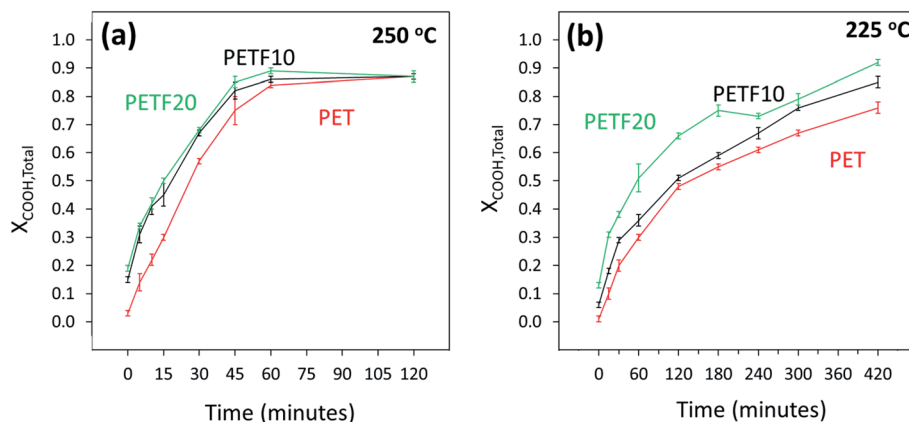 (a)
250 °C
PETF10
PETF20
PET
X_COOH,Total
1.0
0.9
0.8
0.7
0.6
0.5
0.4
0.3
0.2
0.1
0.0
0 15 30 45 60 75 90 105 120
Time (minutes)
(b)
225 °C
PETF10
PETF20
PET
X_COOH,Total
1.0
0.9
0.8
0.7
0.6
0.5
0.4
0.3
0.2
0.1
0.0
0 60 120 180 240 300 360 420
Time (minutes)